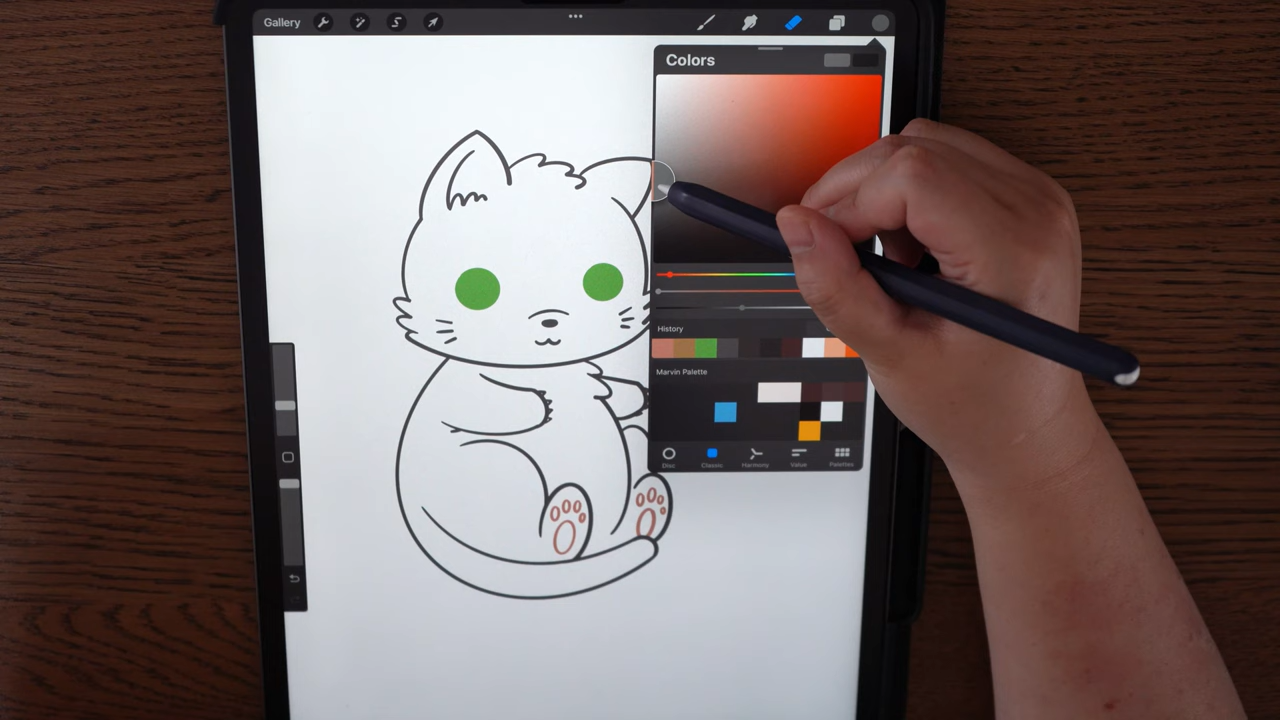 Gallery
Colors
History
Marvin Palette
Disc Classic Harmony Value Palettes